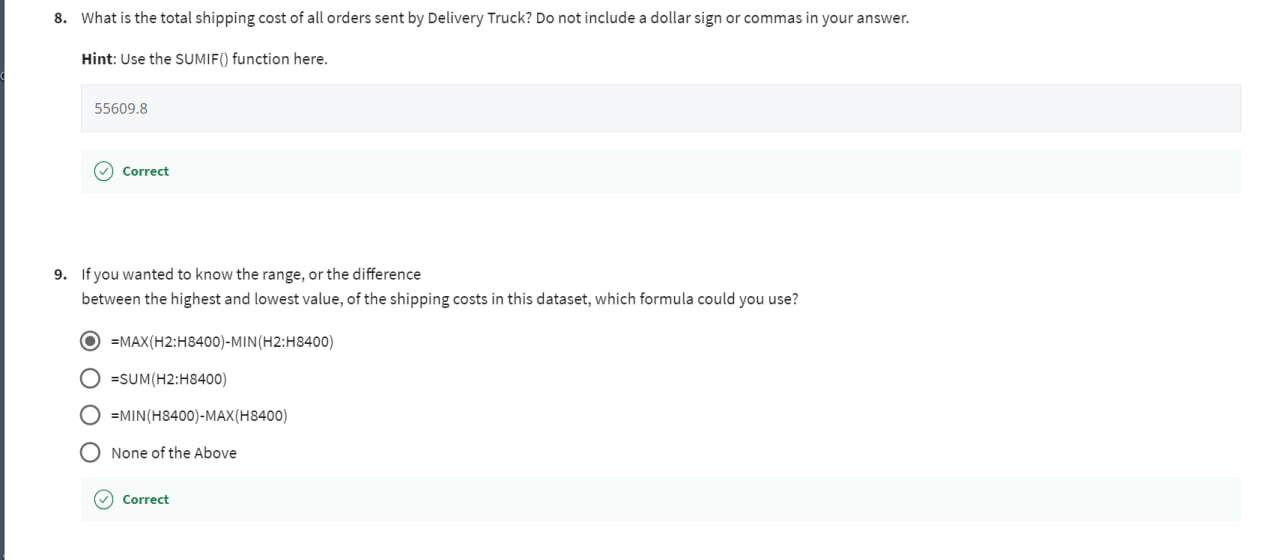 8. What is the total shipping cost of all orders sent by Delivery Truck? Do not include a dollar sign or commas in your answer.
Hint: Use the SUMIF() function here.
55609.8
Correct
9. If you wanted to know the range, or the difference
between the highest and lowest value, of the shipping costs in this dataset, which formula could you use?
=MAX(H2:H8400)-MIN(H2:H8400)
=SUM(H2:H8400)
=MIN(H8400)-MAX(H8400)
None of the Above
Correct